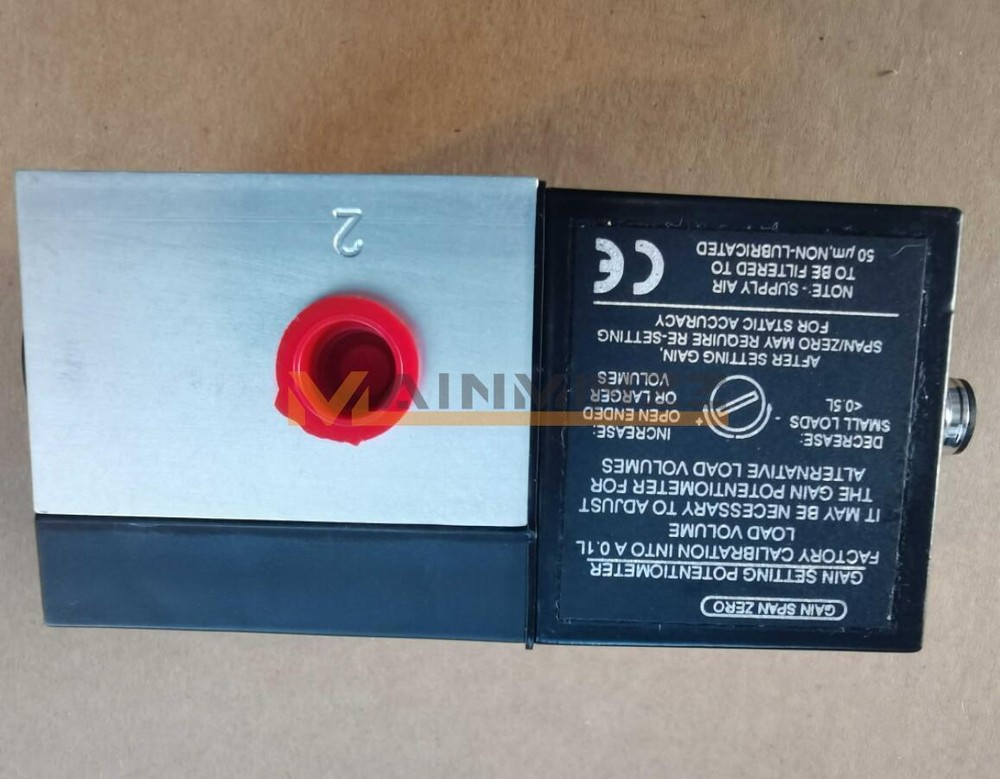 GAIN SPAN ZERO
GAIN SETTING POTENTIOMETER
FACTORY CALIBRATION INTO A 0.1L
LOAD VOLUME
IT MAY BE NECESSARY TO ADJUST
THE GAIN POTENTIOMETER FOR
ALTERNATIVE LOAD VOLUMES
DECREASE:
SMALL LOADS
<0.5L
-
+
INCREASE:
OPEN ENDED
OR LARGER
VOLUMES
AFTER SETTING GAIN,
SPAN/ZERO MAY REQUIRE RE-SETTING
FOR STATIC ACCURACY
NOTE:- SUPPLY AIR
TO BE FILTERED TO
50 µm,NON-LUBRICATED
CE
2